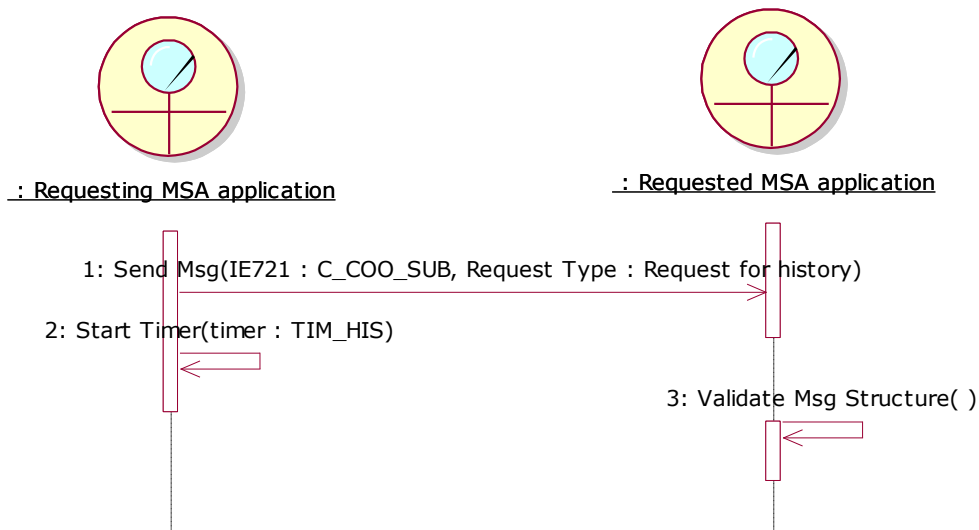 : Requesting MSA application
: Requested MSA application
1: Send Msg(IE721 : C_COO_SUB, Request Type : Request for history)
2: Start Timer(timer : TIM_HIS)
3: Validate Msg Structure( )